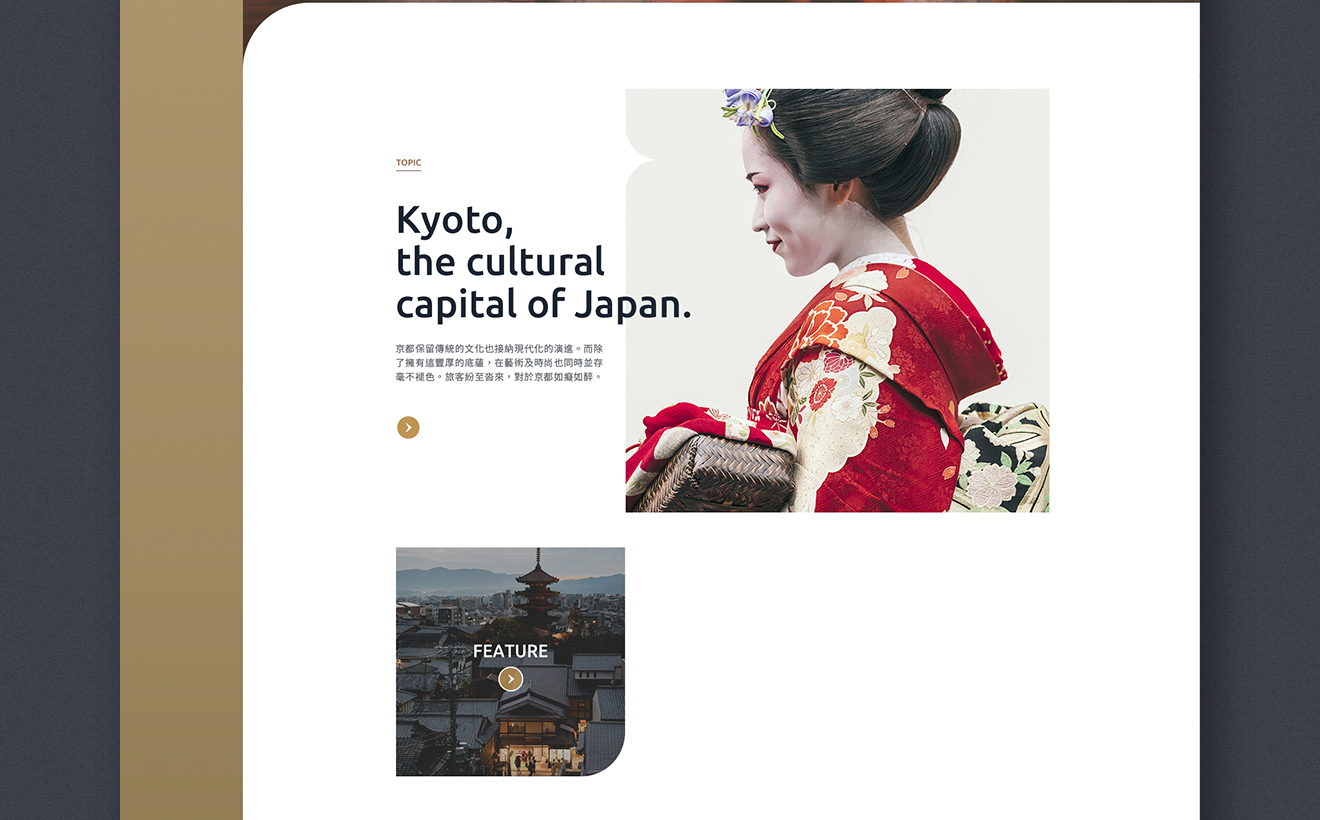 TOPIC
Kyoto,
the cultural
capital of Japan.
京都保留傳統的文化也接納現代化的演進。而除
了擁有這豐厚的底蘊，在藝術及時尚也同時並存
毫不褪色。旅客紛至沓來，對於京都如癡如醉。
FEATURE